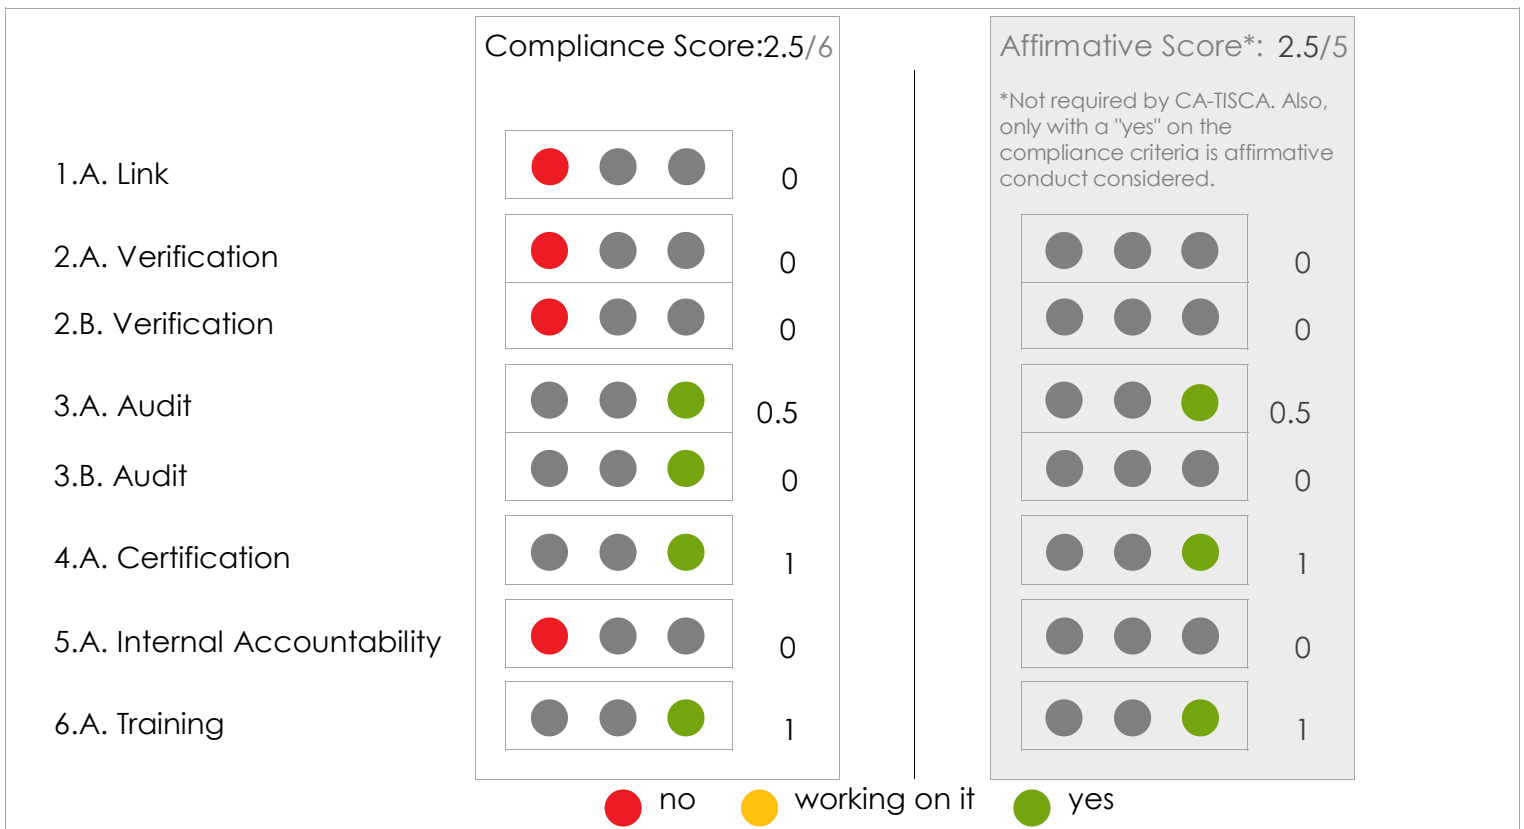 Compliance Score:2.5/6
Affirmative Score*: 2.5/5
*Not required by CA-TISCA. Also,
only with a "yes" on the
compliance criteria is affirmative
conduct considered.
1.A. Link 0
2.A. Verification 0 0
2.B. Verification 0 0
3.A. Audit 0.5 0.5
3.B. Audit 0 0
4.A. Certification 1 1
5.A. Internal Accountability 0 0
6.A. Training 1 1
no working on it yes